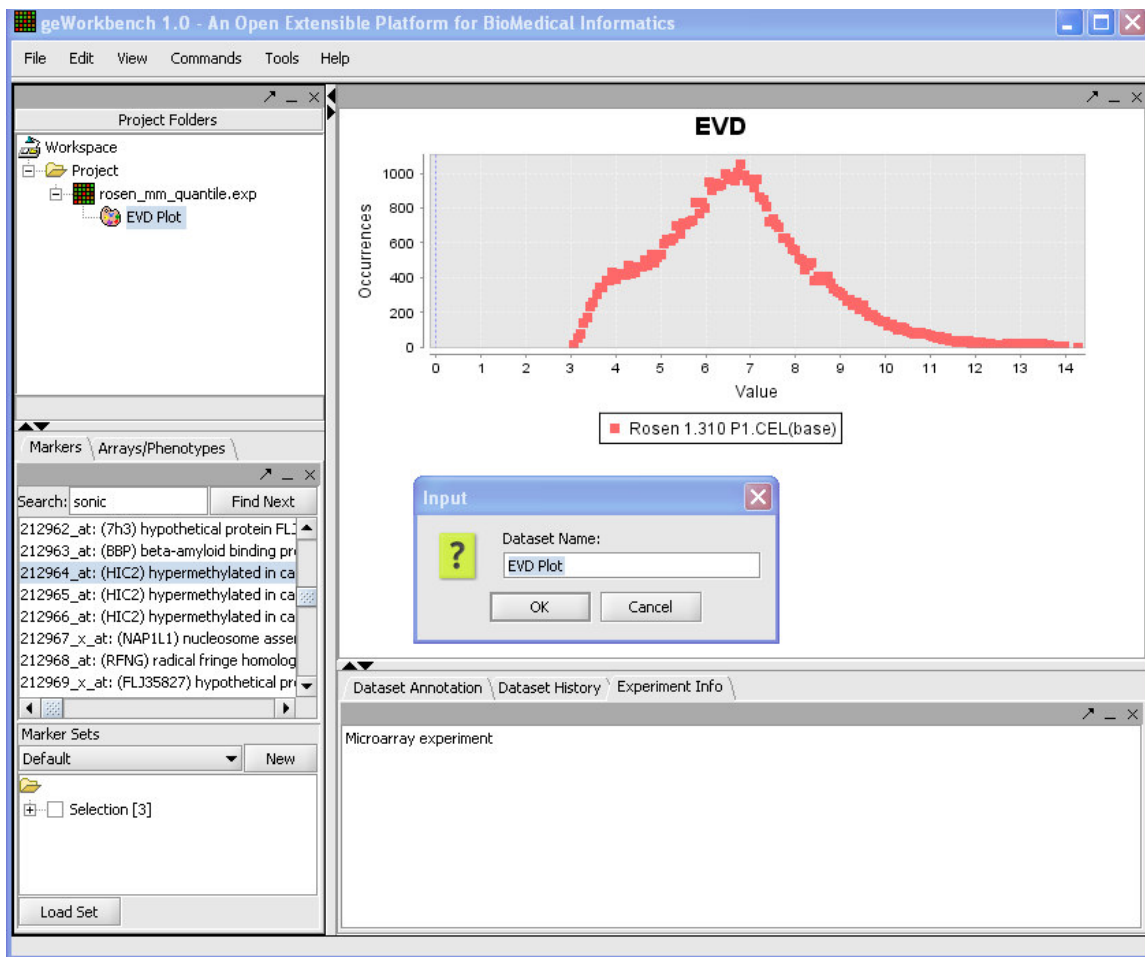 geWorkbench 1.0 - An Open Extensible Platform for BioMedical Informatics
File Edit View Commands Tools Help
Project Folders
Workspace
Project
rosen_mm_quantile.exp
EVD Plot
Markers Arrays/Phenotypes
Search: sonic Find Next
212962_at: (7h3) hypothetical protein FLJ
212963_at: (BBP) beta-amyloid binding pr
212964_at: (HIC2) hypermethylated in ca
212965_at: (HIC2) hypermethylated in ca
212966_at: (HIC2) hypermethylated in ca
212967_x_at: (NAP1L1) nucleosome asse
212968_at: (RFNG) radical fringe homolog
212969_x_at: (FLJ35827) hypothetical pr
Marker Sets
Default New
Selection [3]
Load Set
EVD
Occurrences
1000
800
600
400
200
0
0 1 2 3 4 5 6 7 8 9 10 11 12 13 14
Value
Rosen 1.310 P1.CEL(base)
Input
?
Dataset Name:
EVD Plot
OK Cancel
Dataset Annotation Dataset History Experiment Info
Microarray experiment